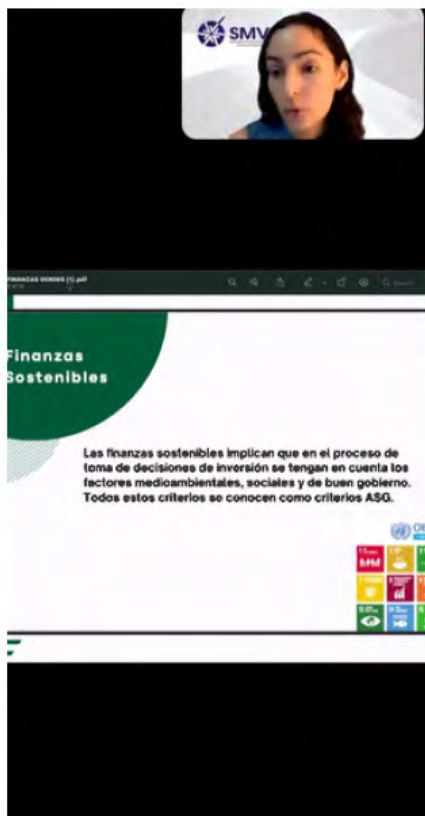 SMV
FINANZAS VERDES (1).pdf
Finanzas
Sostenibles
Las finanzas sostenibles implican que en el proceso de
toma de decisiones de inversión se tengan en cuenta los
factores medioambientales, sociales y de buen gobierno.
Todos estos criterios se conocen como criterios ASG.